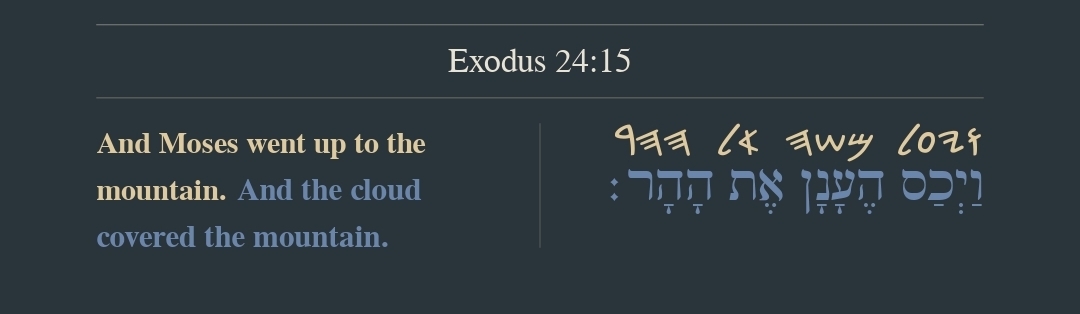 Exodus 24:15
And Moses went up to the
mountain. And the cloud
covered the mountain.
𐤅𐤉𐤏𐤋 𐤌𐤔𐤄 𐤀𐤋 𐤄𐤄𐤓
וַיְכַס הֶעָנָן אֶת הָהָר׃